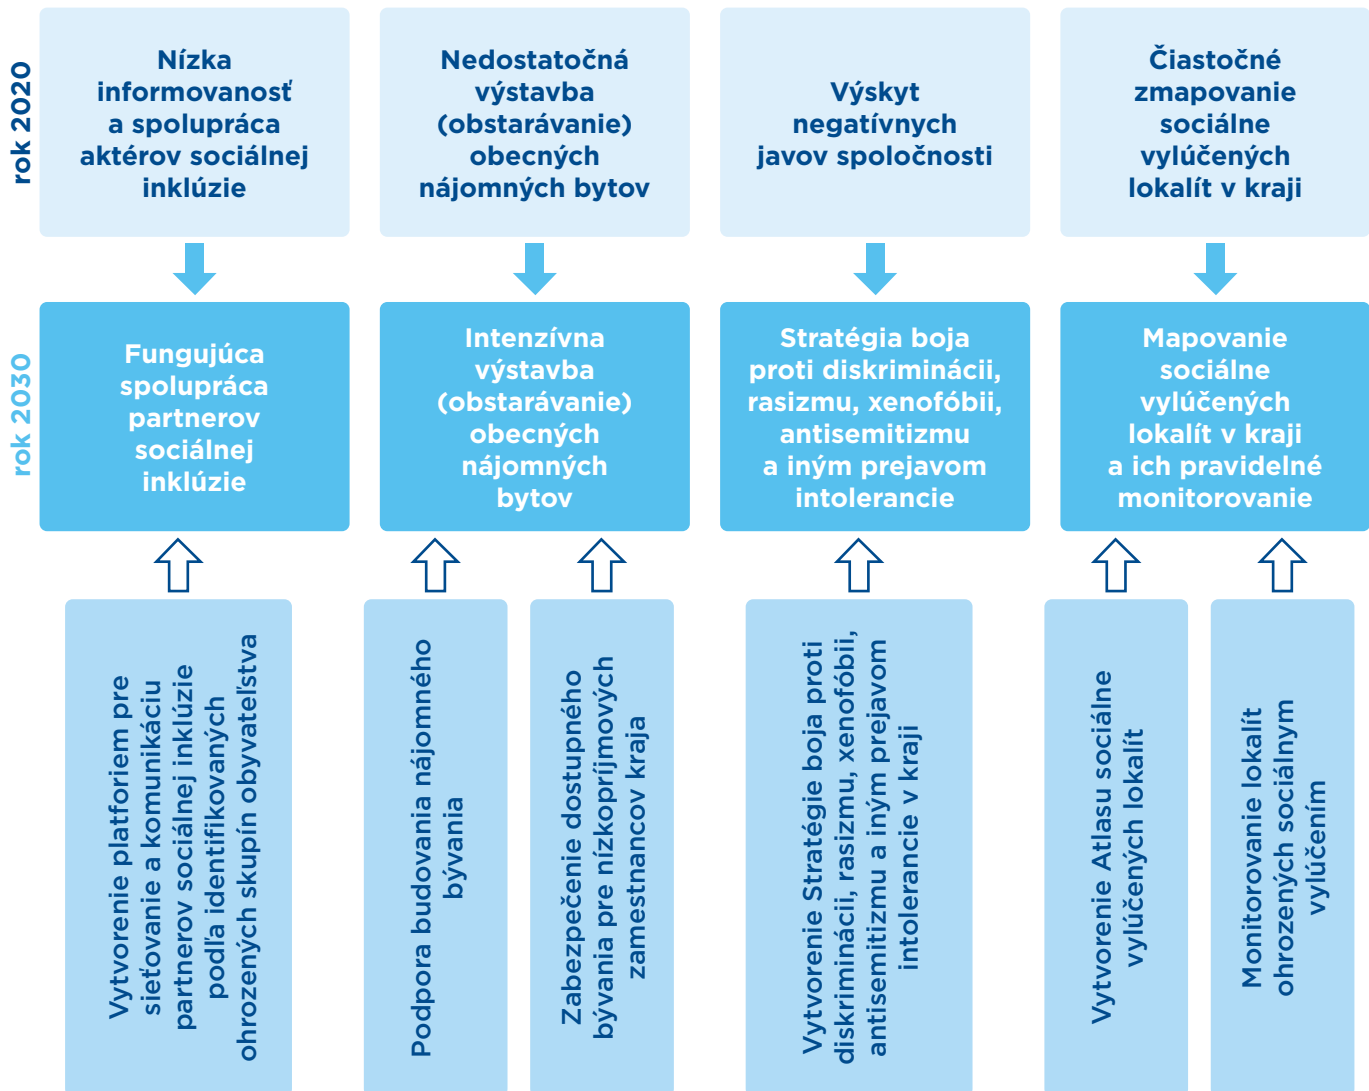 rok 2020
Nízka
informovanosť
a spolupráca
aktérov sociálnej
inklúzie
Nedostatočná
výstavba
(obstarávanie)
obecných
nájomných bytov
Výskyt
negatívnych
javov spoločnosti
Čiastočné
zmapovanie
sociálne
vylúčených
lokalít v kraji
rok 2030
Fungujúca
spolupráca
partnerov
sociálnej
inklúzie
Intenzívna
výstavba
(obstarávanie)
obecných
nájomných
bytov
Stratégia boja
proti diskriminácii,
rasizmu, xenofóbii,
antisemitizmu
a iným prejavom
intolerancie
Mapovanie
sociálne
vylúčených
lokalít v kraji
a ich pravidelné
monitorovanie
Vytvorenie platforiem pre
sieťovanie a komunikáciu
partnerov sociálnej inklúzie
podľa identifikovaných
ohrozených skupín obyvateľstva
Podpora budovania nájomného
bývania
Zabezpečenie dostupného
bývania pre nízkopríjmových
zamestnancov kraja
Vytvorenie Stratégie boja proti
diskriminácii, rasizmu, xenofóbii,
antisemitizmu a iným prejavom
intolerancie v kraji
Vytvorenie Atlasu sociálne
vylúčených lokalít
Monitorovanie lokalít
ohrozených sociálnym
vylúčením